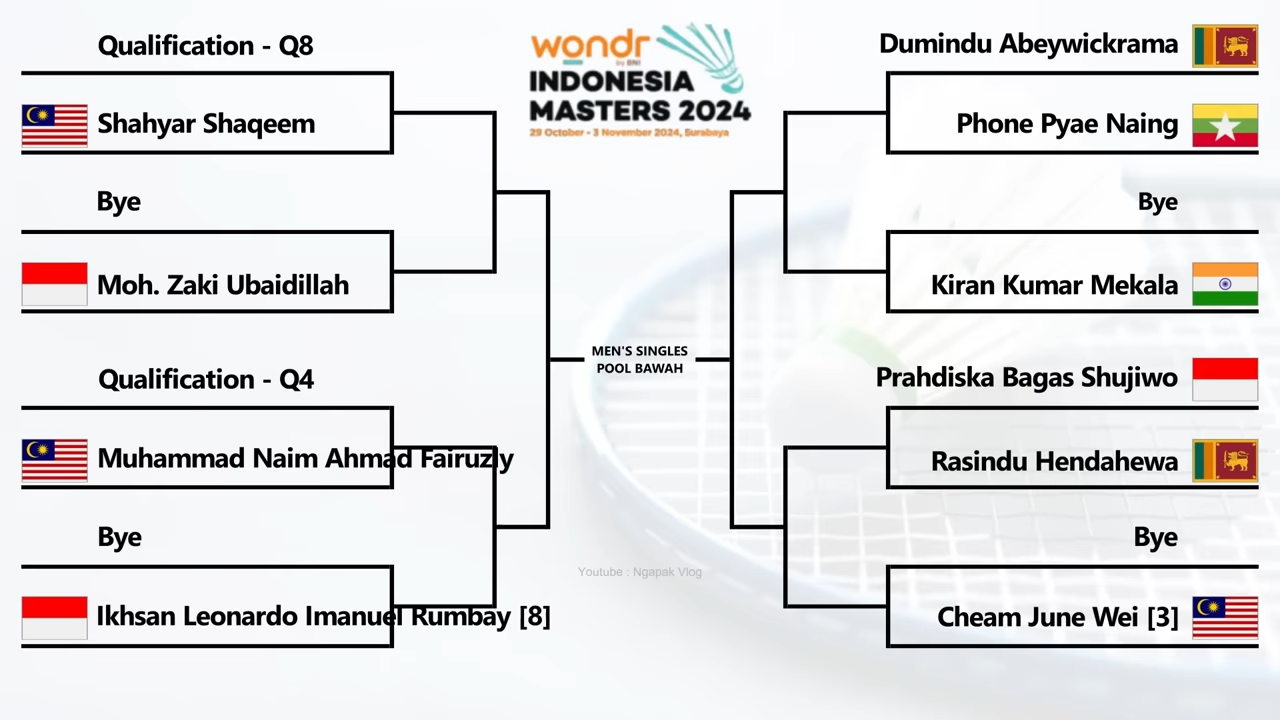 Qualification - Q8
Shahyar Shaqeem
Bye
Moh. Zaki Ubaidillah
Qualification - Q4
Muhammad Naim Ahmad Fairuzly
Bye
Ikhsan Leonardo Imanuel Rumbay [8]
wondr
by BNI
INDONESIA
MASTERS 2024
29 October - 3 November 2024, Surabaya
MEN'S SINGLES
POOL BAWAH
Youtube : Ngapak Vlog
Dumindu Abeywickrama
Phone Pyae Naing
Bye
Kiran Kumar Mekala
Prahdiska Bagas Shujiwo
Rasindu Hendahewa
Bye
Cheam June Wei [3]